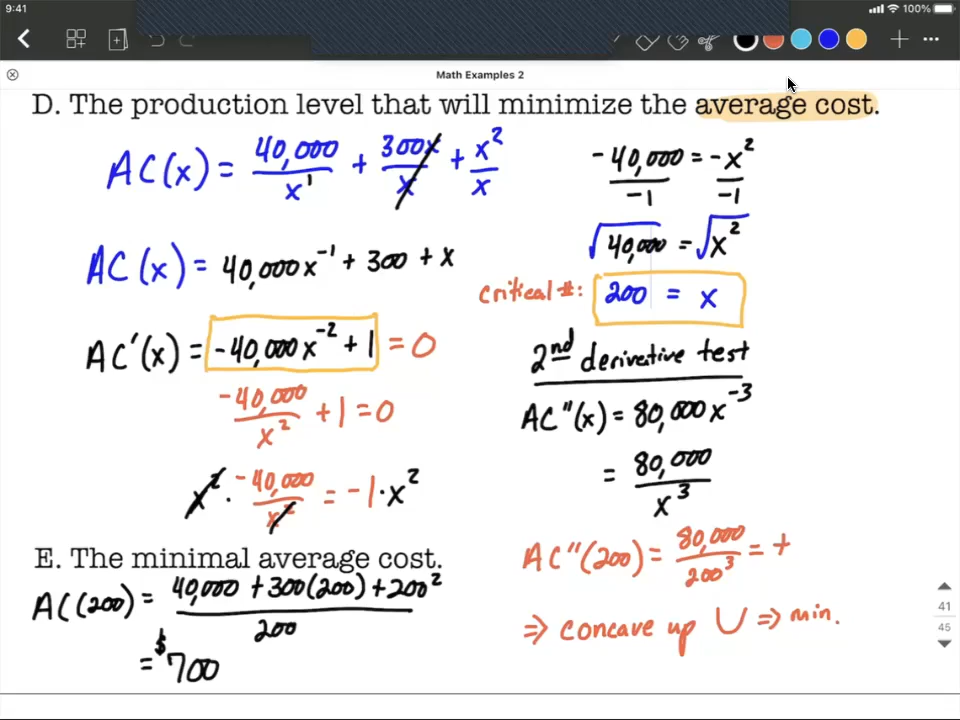 9:41
100%
Math Examples 2
D. The production level that will minimize the average cost.
AC(x) = 40,000/x¹ + 300x/x + x²/x
AC(x) = 40,000x⁻¹ + 300 + x
AC'(x) = -40,000x⁻² + 1 = 0
-40,000/x² + 1 = 0
x² · -40,000/x² = -1 · x²
E. The minimal average cost.
AC(200) = 40,000 + 300(200) + 200²/200
= $700
-40,000/-1 = -x²/-1
√40,000 = √x²
critical #: 200 = x
2nd derivative test
AC"(x) = 80,000x⁻³
= 80,000/x³
AC"(200) = 80,000/200³ = +
⇒ concave up ∪ ⇒ min.
41
45